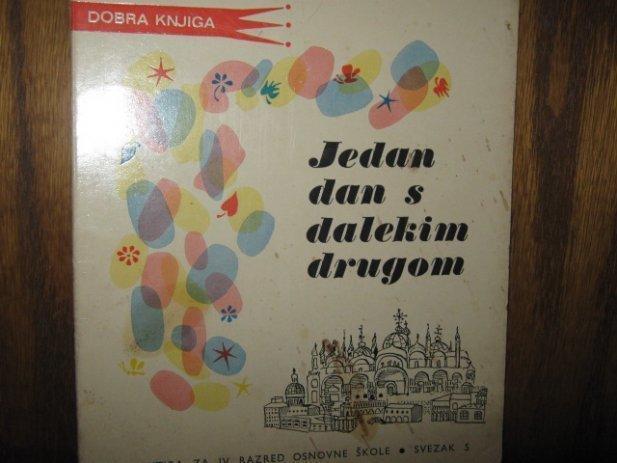 DOBRA KNJIGA
Jedan
dan s
dalekim
drugom
ZA IV RAZRED OSNOVNE ŠKOLE • SVEZAK 5